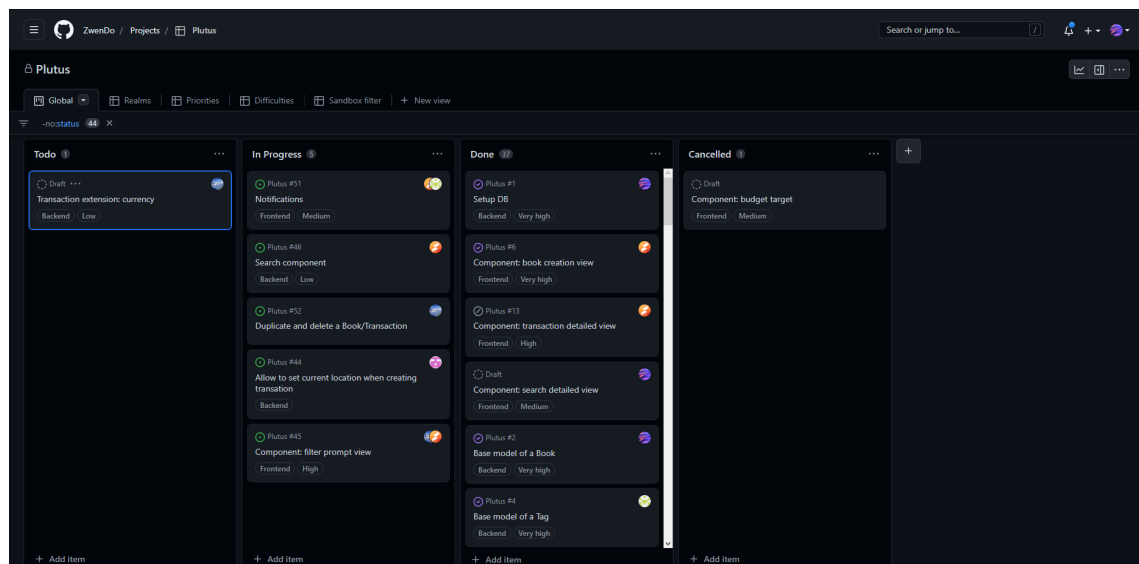 ZwenDo / Projects / Plutus
Search or jump to... /
Plutus
Global
Realms
Priorities
Difficulties
Sandbox filter
+ New view
-no:status 44 ×
Todo 1
Draft
Transaction extension: currency
Backend Low
+ Add item
In Progress 5
Plutus #51
Notifications
Frontend Medium
Plutus #46
Search component
Backend Low
Plutus #52
Duplicate and delete a Book/Transaction
Plutus #44
Allow to set current location when creating
transation
Backend
Plutus #45
Component: filter prompt view
Frontend High
+ Add item
Done 37
Plutus #1
Setup DB
Backend Very high
Plutus #6
Component: book creation view
Frontend Very high
Plutus #13
Component: transaction detailed view
Frontend High
Draft
Component: search detailed view
Frontend Medium
Plutus #2
Base model of a Book
Backend Very high
Plutus #4
Base model of a Tag
Backend Very high
+ Add item
Cancelled 1
Draft
Component: budget target
Frontend Medium
+ Add item